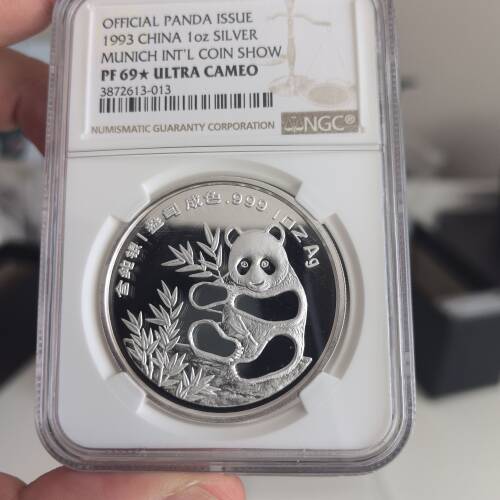 OFFICIAL PANDA ISSUE
1993 CHINA 1oz SILVER
MUNICH INT'L COIN SHOW
PF 69★ ULTRA CAMEO
3872613-013
NUMISMATIC GUARANTY CORPORATION
NGC®
含纯银1盎司 成色.999 1OZ Ag